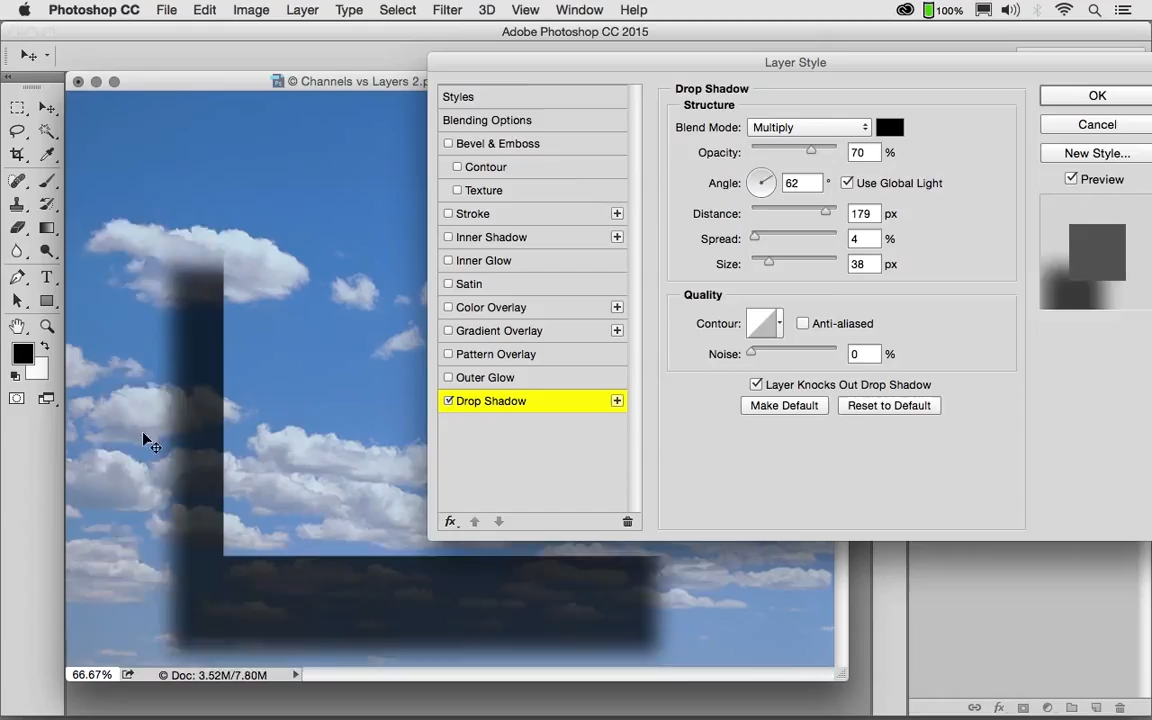 Photoshop CC File Edit Image Layer Type Select Filter 3D View Window Help 100%
Adobe Photoshop CC 2015
© Channels vs Layers 2.p
Layer Style
Styles
Blending Options
Bevel & Emboss
Contour
Texture
Stroke
Inner Shadow
Inner Glow
Satin
Color Overlay
Gradient Overlay
Pattern Overlay
Outer Glow
Drop Shadow
fx
Drop Shadow
Structure
Blend Mode: Multiply
Opacity: 70 %
Angle: 62 ° Use Global Light
Distance: 179 px
Spread: 4 %
Size: 38 px
Quality
Contour: Anti-aliased
Noise: 0 %
Layer Knocks Out Drop Shadow
Make Default Reset to Default
OK
Cancel
New Style...
Preview
T
66.67% © Doc: 3.52M/7.80M
fx